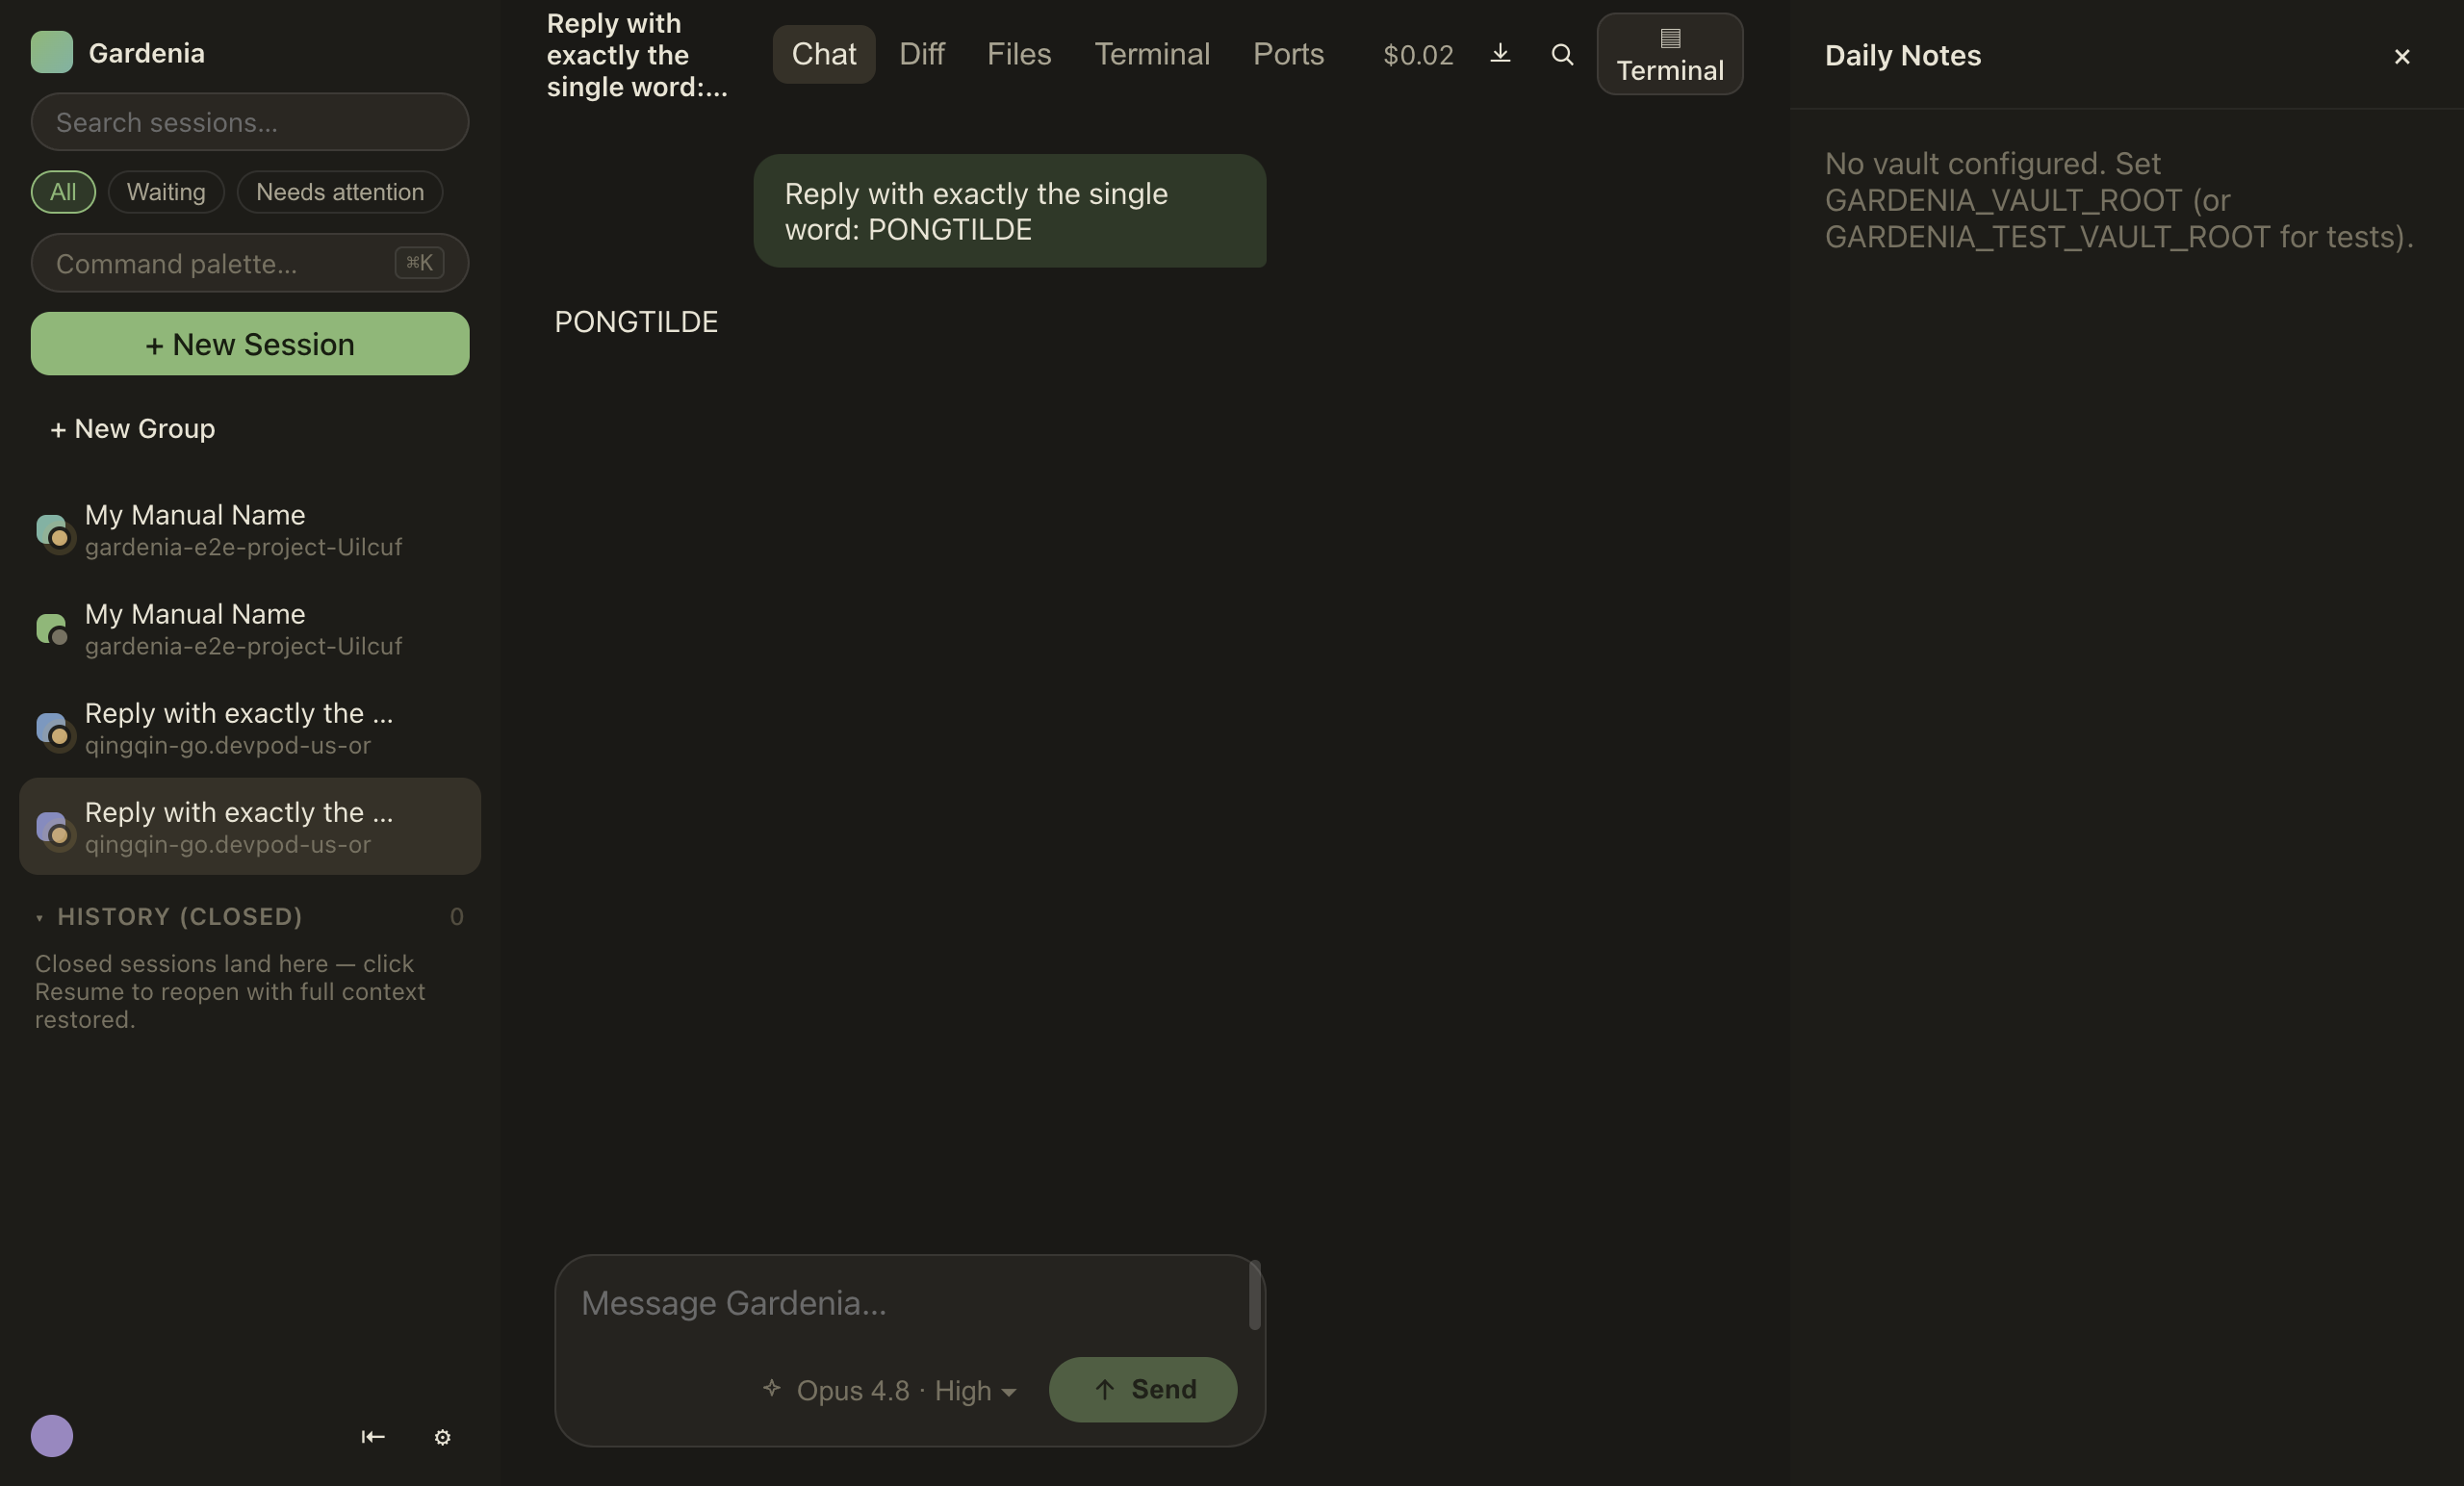 Gardenia
Search sessions...
All
Waiting
Needs attention
Command palette...
⌘K
+ New Session
+ New Group
My Manual Name
gardenia-e2e-project-Uilcuf
My Manual Name
gardenia-e2e-project-Uilcuf
Reply with exactly the ...
qingqin-go.devpod-us-or
Reply with exactly the ...
qingqin-go.devpod-us-or
HISTORY (CLOSED)
0
Closed sessions land here — click
Resume to reopen with full context
restored.
Reply with
exactly the
single word:...
Chat
Diff
Files
Terminal
Ports
$0.02
Terminal
Reply with exactly the single
word: PONGTILDE
PONGTILDE
Message Gardenia...
Opus 4.8 · High
Send
Daily Notes
No vault configured. Set
GARDENIA_VAULT_ROOT (or
GARDENIA_TEST_VAULT_ROOT for tests).